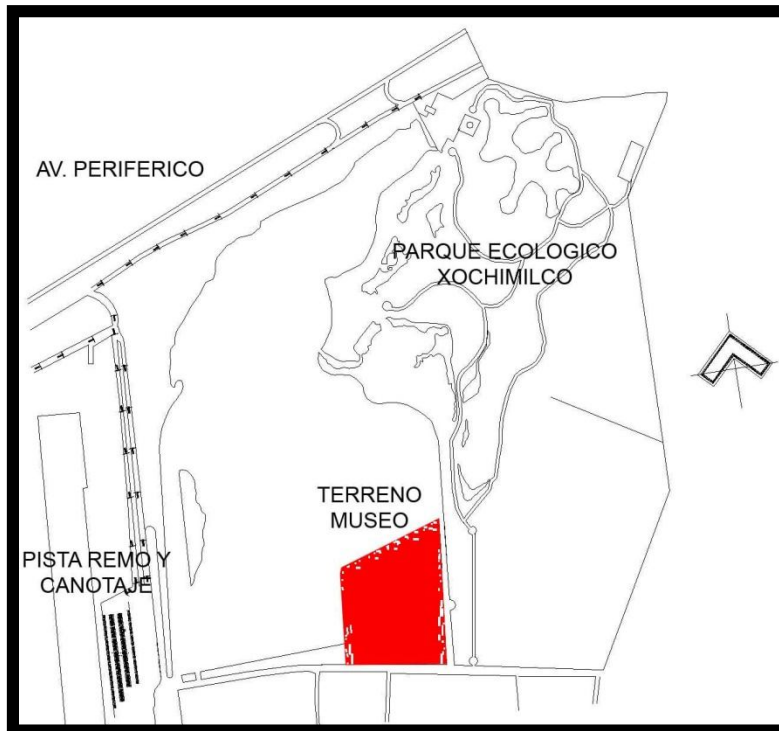 AV. PERIFERICO
PARQUE ECOLOGICO
XOCHIMILCO
TERRENO
MUSEO
PISTA REMO Y
CANOTAJE